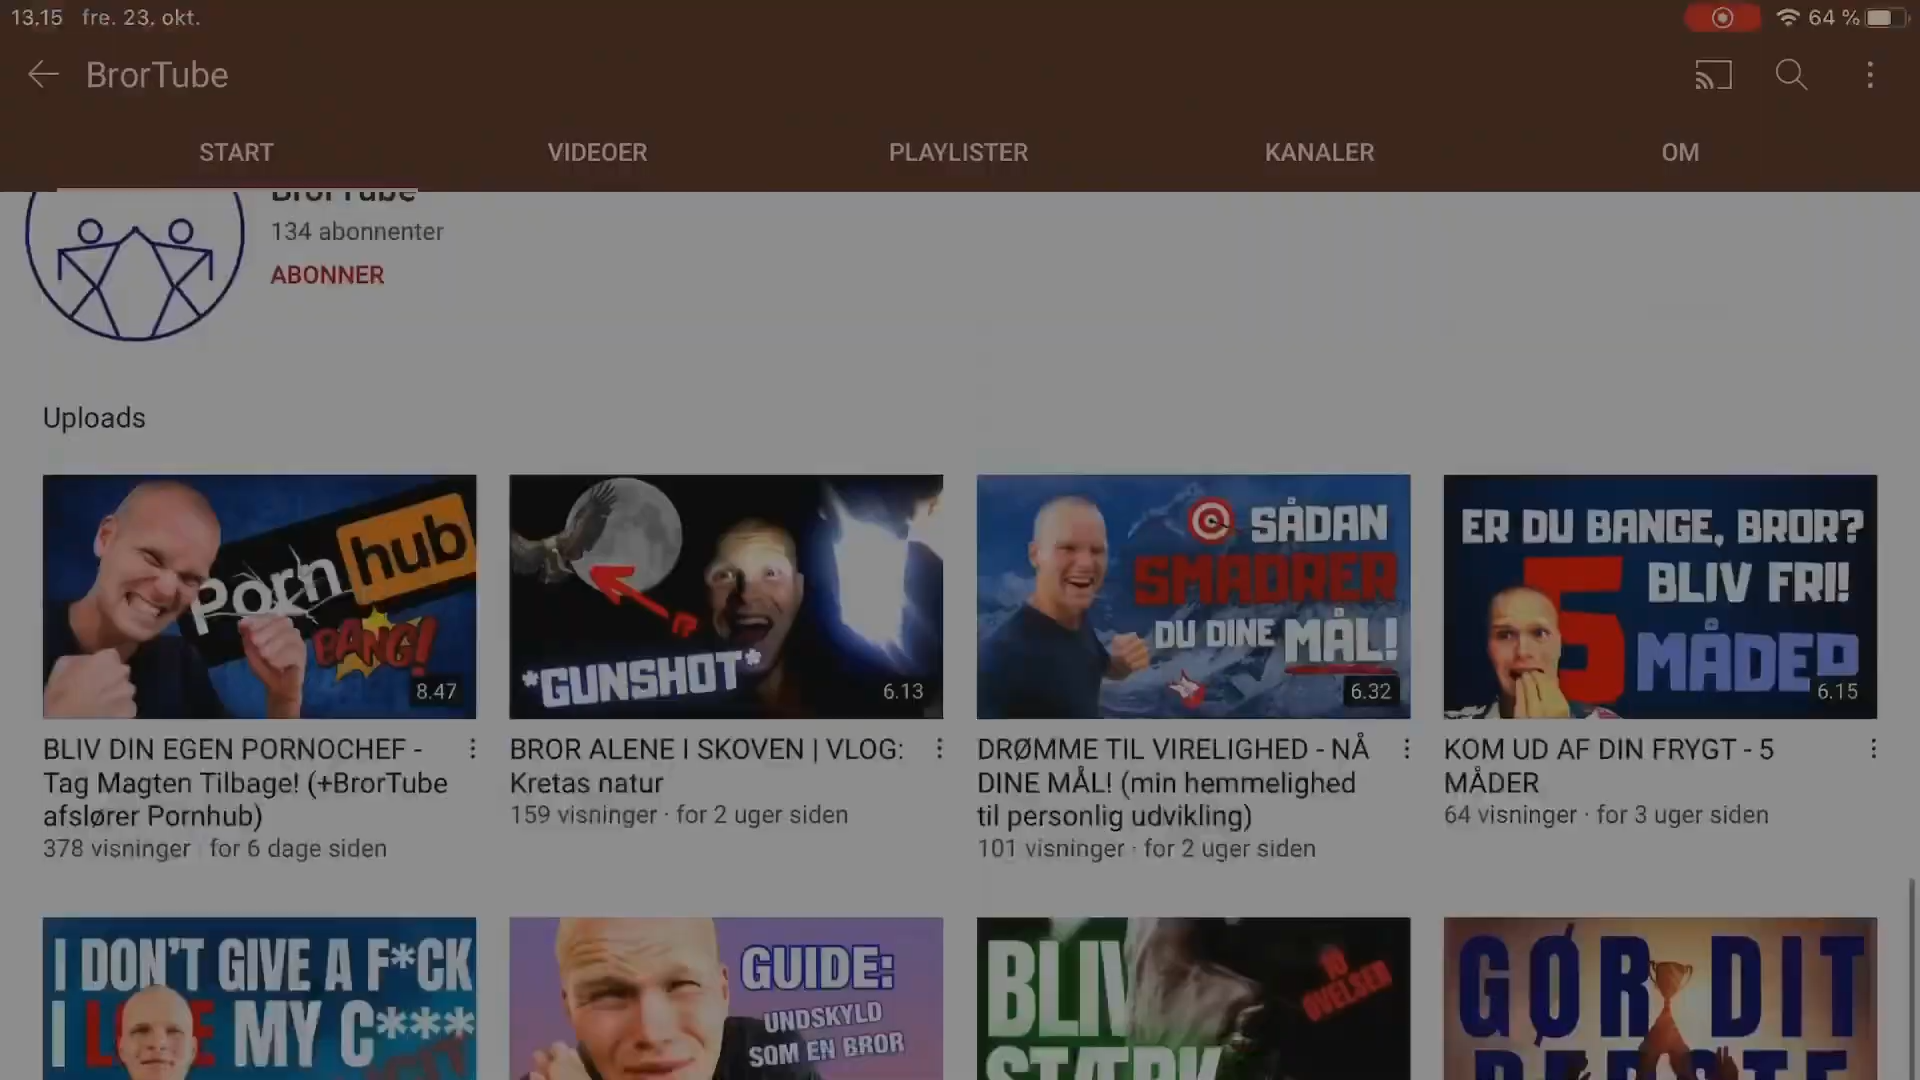 13.15 fre. 23. okt.
64 %
BrorTube
START
VIDEOER
PLAYLISTER
KANALER
OM
BrorTube
134 abonnenter
ABONNER
Uploads
Porn hub
BANG!
8.47
*GUNSHOT*
6.13
SÅDAN
SMADRER
DU DINE MÅL!
6.32
ER DU BANGE, BROR?
5 BLIV FRI!
MÅDER
6.15
BLIV DIN EGEN PORNOCHEF -
Tag Magten Tilbage! (+BrorTube
afslører Pornhub)
378 visninger · for 6 dage siden
BROR ALENE I SKOVEN | VLOG:
Kretas natur
159 visninger · for 2 uger siden
DRØMME TIL VIRELIGHED - NÅ
DINE MÅL! (min hemmelighed
til personlig udvikling)
101 visninger · for 2 uger siden
KOM UD AF DIN FRYGT - 5
MÅDER
64 visninger · for 3 uger siden
I DON'T GIVE A F*CK
I MY C***
GUIDE:
UNDSKYLD
SOM EN BROR
BLIV
STÆRK
10
ØVELSER
GØR DIT
BEDSTE